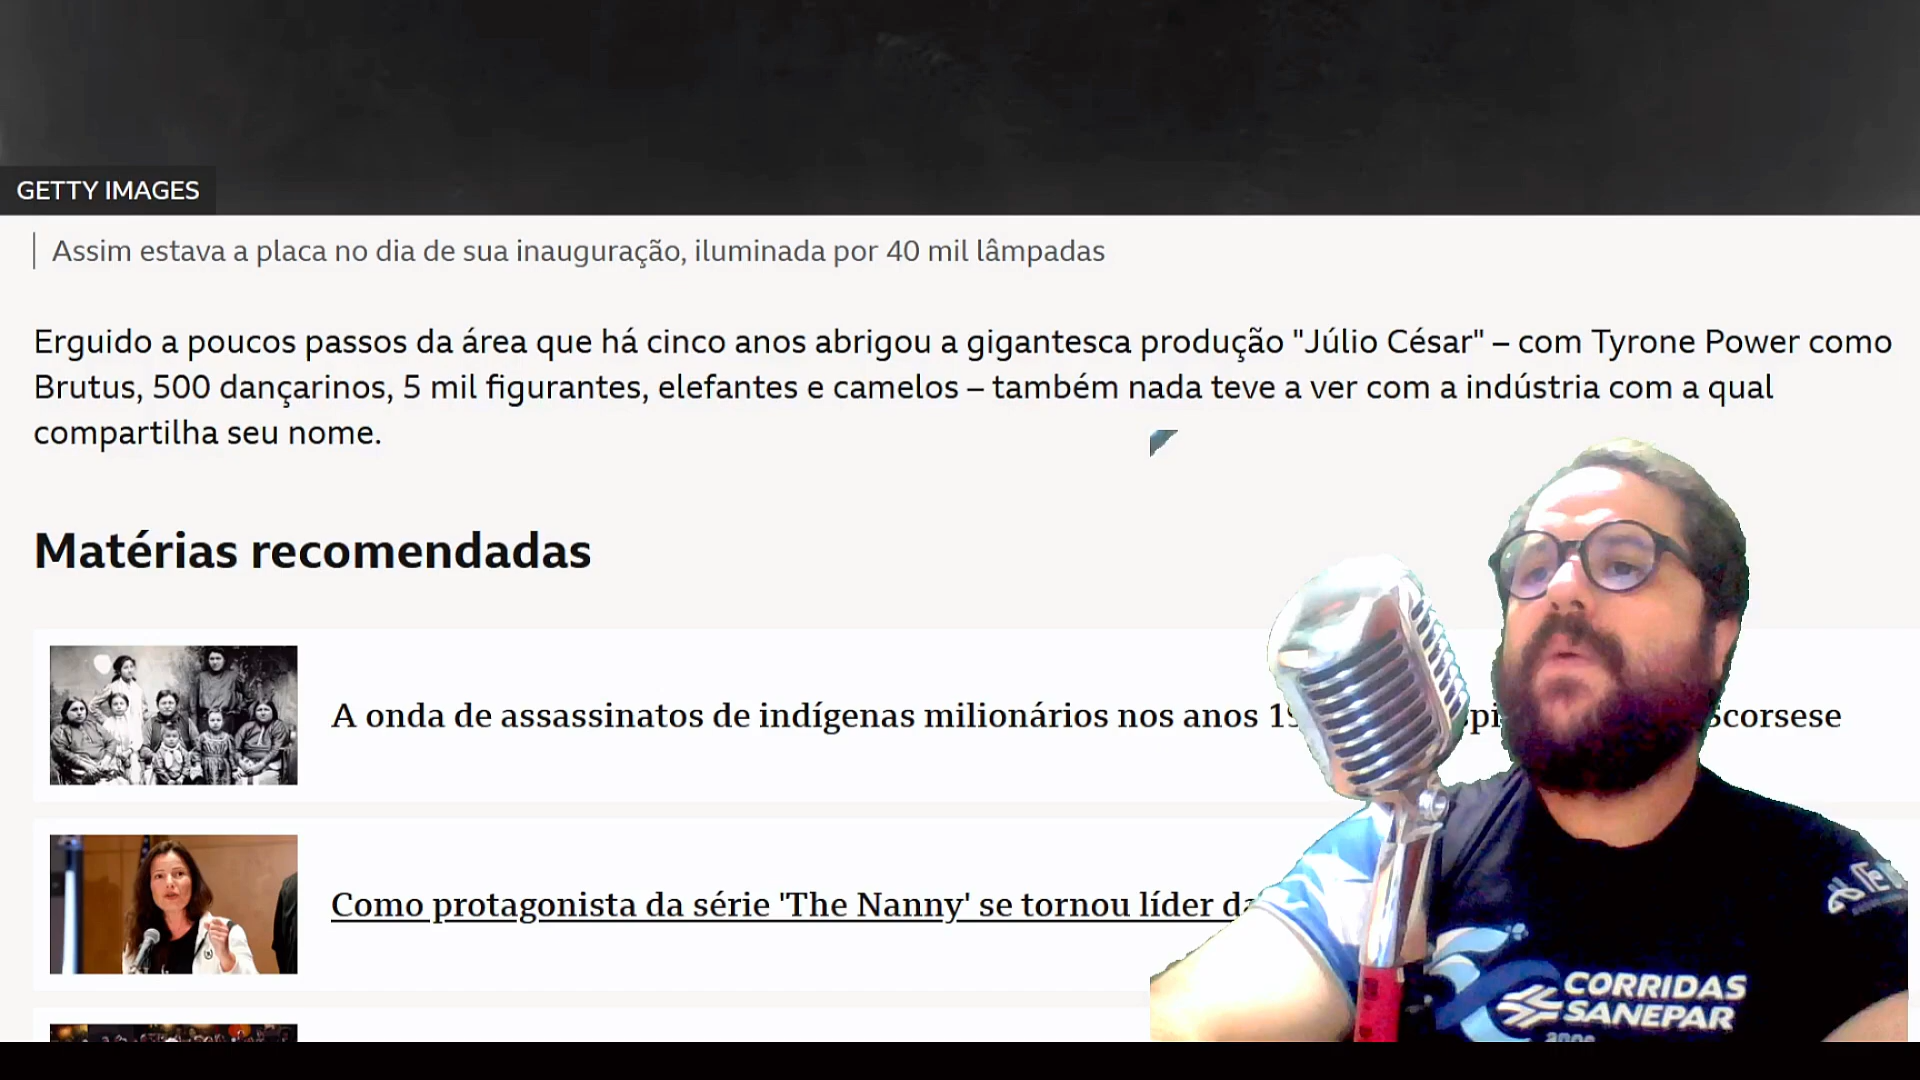 GETTY IMAGES
Assim estava a placa no dia de sua inauguração, iluminada por 40 mil lâmpadas
Erguido a poucos passos da área que há cinco anos abrigou a gigantesca produção "Júlio César" – com Tyrone Power como
Brutus, 500 dançarinos, 5 mil figurantes, elefantes e camelos – também nada teve a ver com a indústria com a qual
compartilha seu nome.
Matérias recomendadas
A onda de assassinatos de indígenas milionários nos anos Scorsese
Como protagonista da série 'The Nanny' se tornou líder
CORRIDAS
SANEPAR
anos